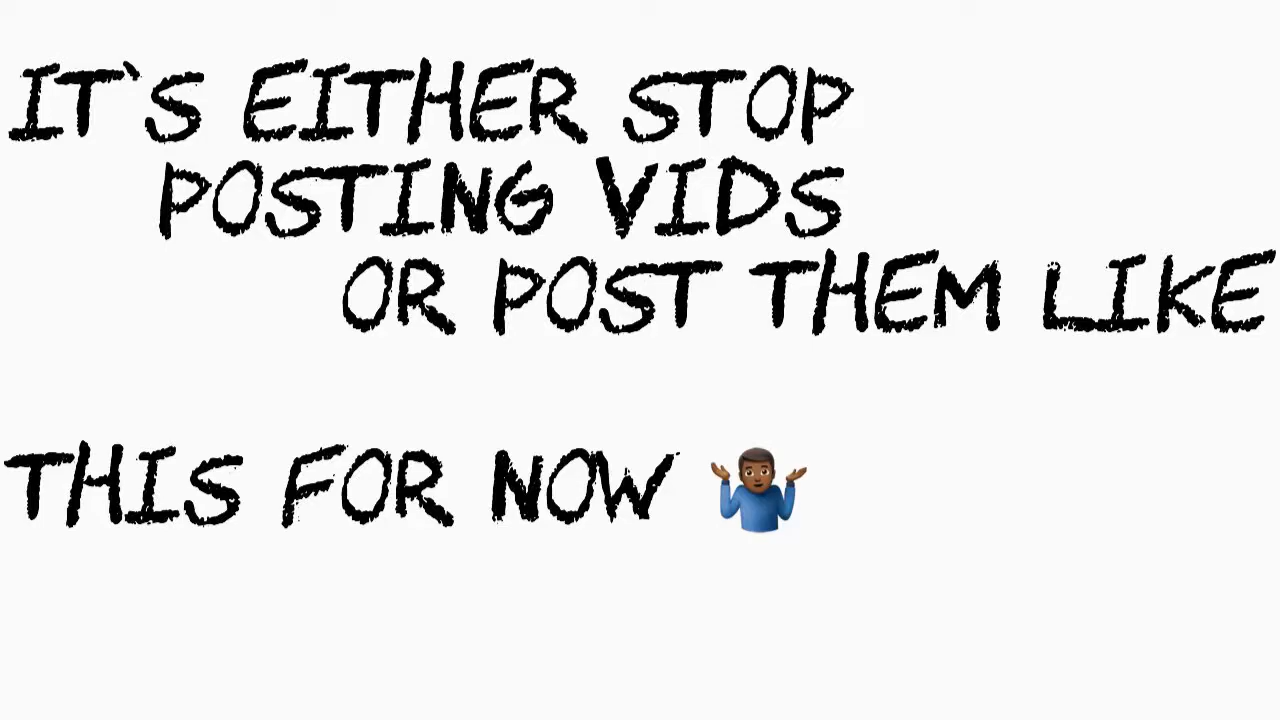 IT`S EITHER STOP
POSTING VIDS
OR POST THEM LIKE
THIS FOR NOW 🤷🏾‍♂️